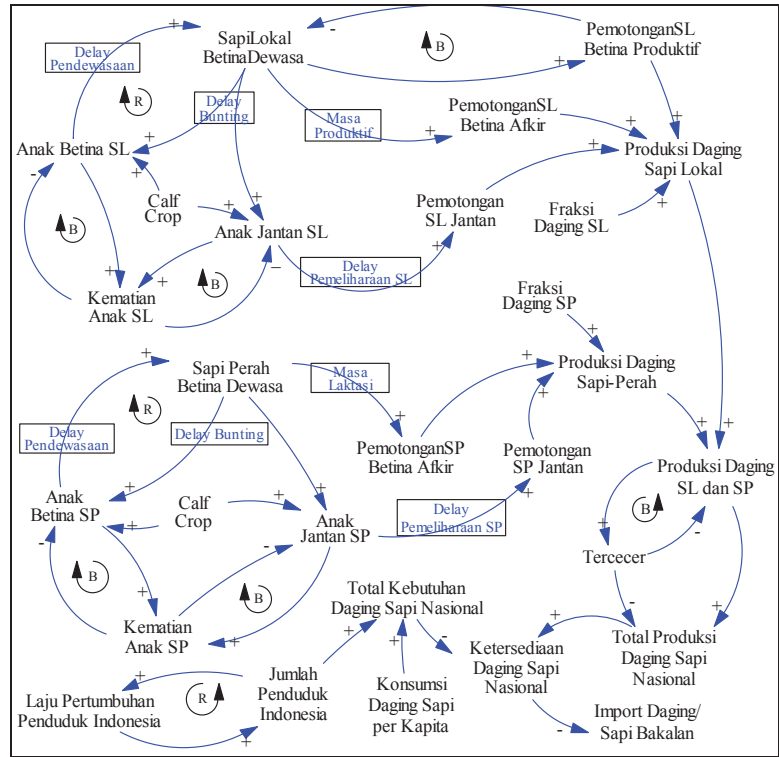 SapiLokal
BetinaDewasa
PemotonganSL
Betina Produktif
Delay
Pendewasaan
Delay
Bunting
Masa
Produktif
PemotonganSL
Betina Afkir
Anak Betina SL
Produksi Daging
Sapi Lokal
Calf
Crop
Pemotongan
SL Jantan
Fraksi
Daging SL
Anak Jantan SL
Delay
Pemeliharaan SL
Kematian
Anak SL
Fraksi
Daging SP
Sapi Perah
Betina Dewasa
Masa
Laktasi
Produksi Daging
Sapi-Perah
Delay
Pendewasaan
Delay Bunting
PemotonganSP
Betina Afkir
Pemotongan
SP Jantan
Produksi Daging
SL dan SP
Anak
Betina SP
Calf
Crop
Anak
Jantan SP
Delay
Pemeliharaan SP
Tercecer
Kematian
Anak SP
Total Kebutuhan
Daging Sapi Nasional
Ketersediaan
Daging Sapi
Nasional
Total Produksi
Daging Sapi
Nasional
Laju Pertumbuhan
Penduduk Indonesia
Jumlah
Penduduk
Indonesia
Konsumsi
Daging Sapi
per Kapita
Import Daging/
Sapi Bakalan
R
B
B
B
R
B
B
B
R